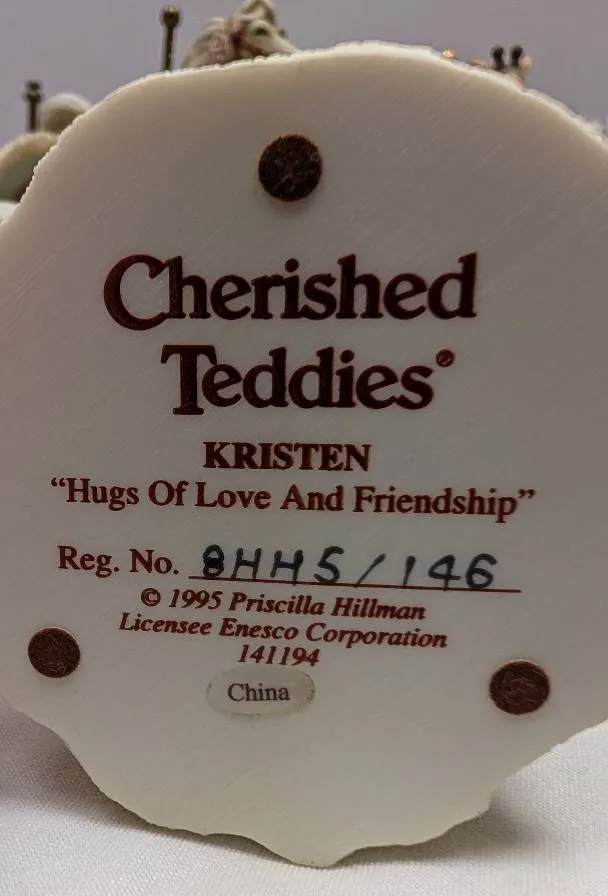 Cherished
Teddies®
KRISTEN
“Hugs Of Love And Friendship”
Reg. No. 8HH5/146
© 1995 Priscilla Hillman
Licensee Enesco Corporation
141194
China